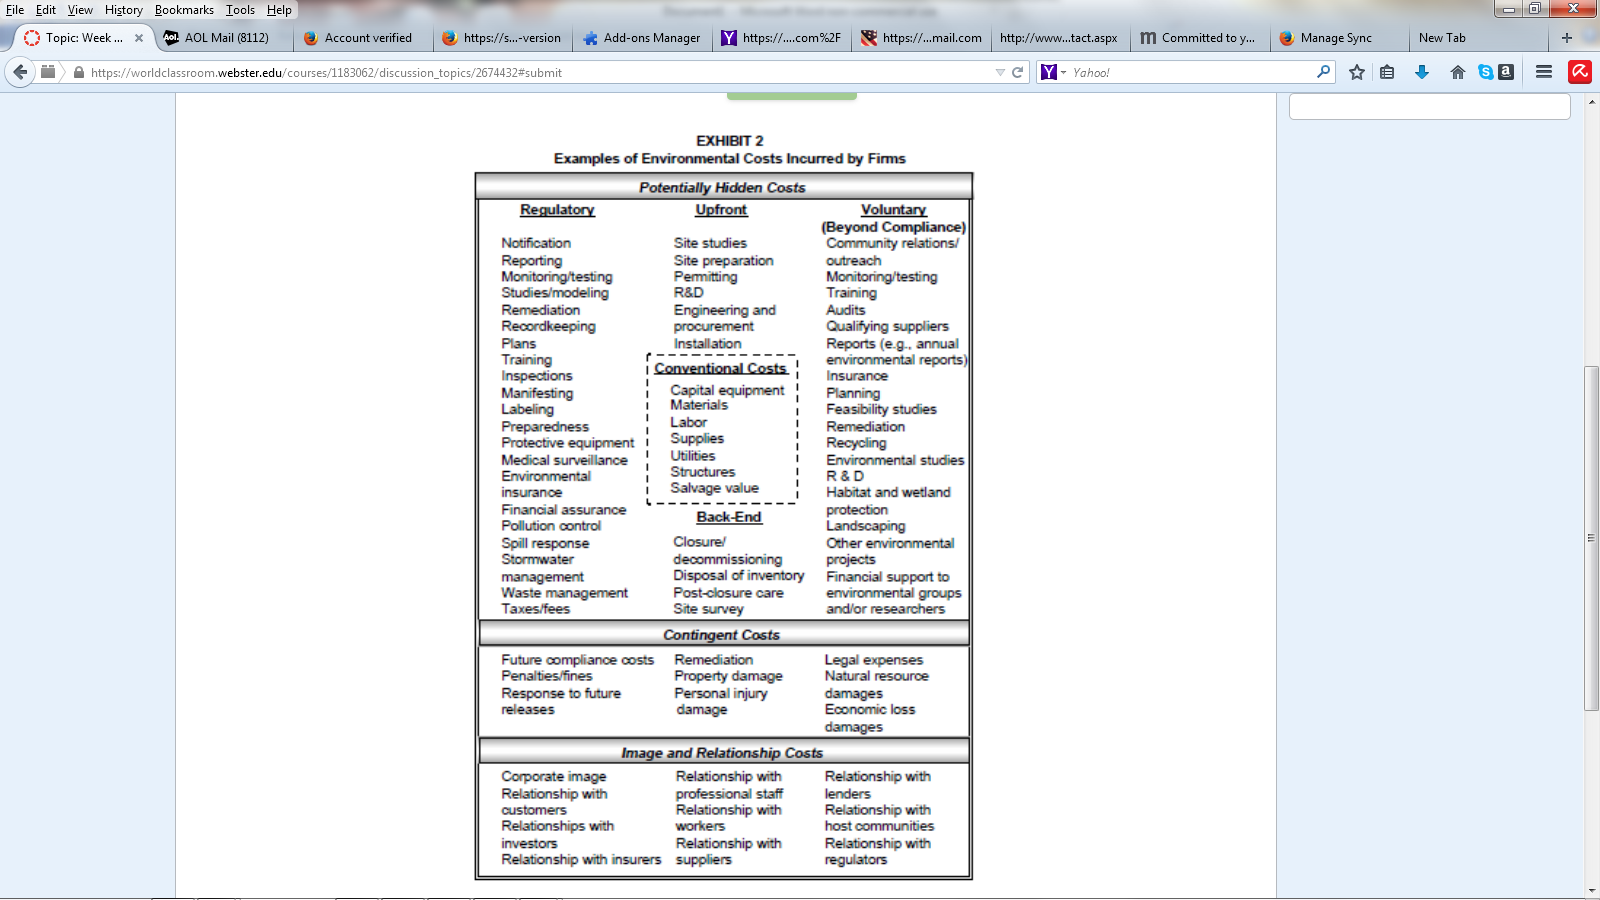 File Edit View History Bookmarks Tools Help
Topic: Week ...
AOL Mail (8112)
Account verified
https://s...-version
Add-ons Manager
https://....com%2F
https://...mail.com
http://www...tact.aspx
Committed to y...
Manage Sync
New Tab
https://worldclassroom.webster.edu/courses/1183062/discussion_topics/2674432#submit
Yahoo!
EXHIBIT 2
Examples of Environmental Costs Incurred by Firms
Potentially Hidden Costs
Regulatory
Notification
Reporting
Monitoring/testing
Studies/modeling
Remediation
Recordkeeping
Plans
Training
Inspections
Manifesting
Labeling
Preparedness
Protective equipment
Medical surveillance
Environmental
insurance
Financial assurance
Pollution control
Spill response
Stormwater
management
Waste management
Taxes/fees
Upfront
Site studies
Site preparation
Permitting
R&D
Engineering and
procurement
Installation
Conventional Costs
Capital equipment
Materials
Labor
Supplies
Utilities
Structures
Salvage value
Back-End
Closure/
decommissioning
Disposal of inventory
Post-closure care
Site survey
Voluntary
(Beyond Compliance)
Community relations/
outreach
Monitoring/testing
Training
Audits
Qualifying suppliers
Reports (e.g., annual
environmental reports)
Insurance
Planning
Feasibility studies
Remediation
Recycling
Environmental studies
R & D
Habitat and wetland
protection
Landscaping
Other environmental
projects
Financial support to
environmental groups
and/or researchers
Contingent Costs
Future compliance costs
Penalties/fines
Response to future
releases
Remediation
Property damage
Personal injury
damage
Legal expenses
Natural resource
damages
Economic loss
damages
Image and Relationship Costs
Corporate image
Relationship with
customers
Relationships with
investors
Relationship with insurers
Relationship with
professional staff
Relationship with
workers
Relationship with
suppliers
Relationship with
lenders
Relationship with
host communities
Relationship with
regulators